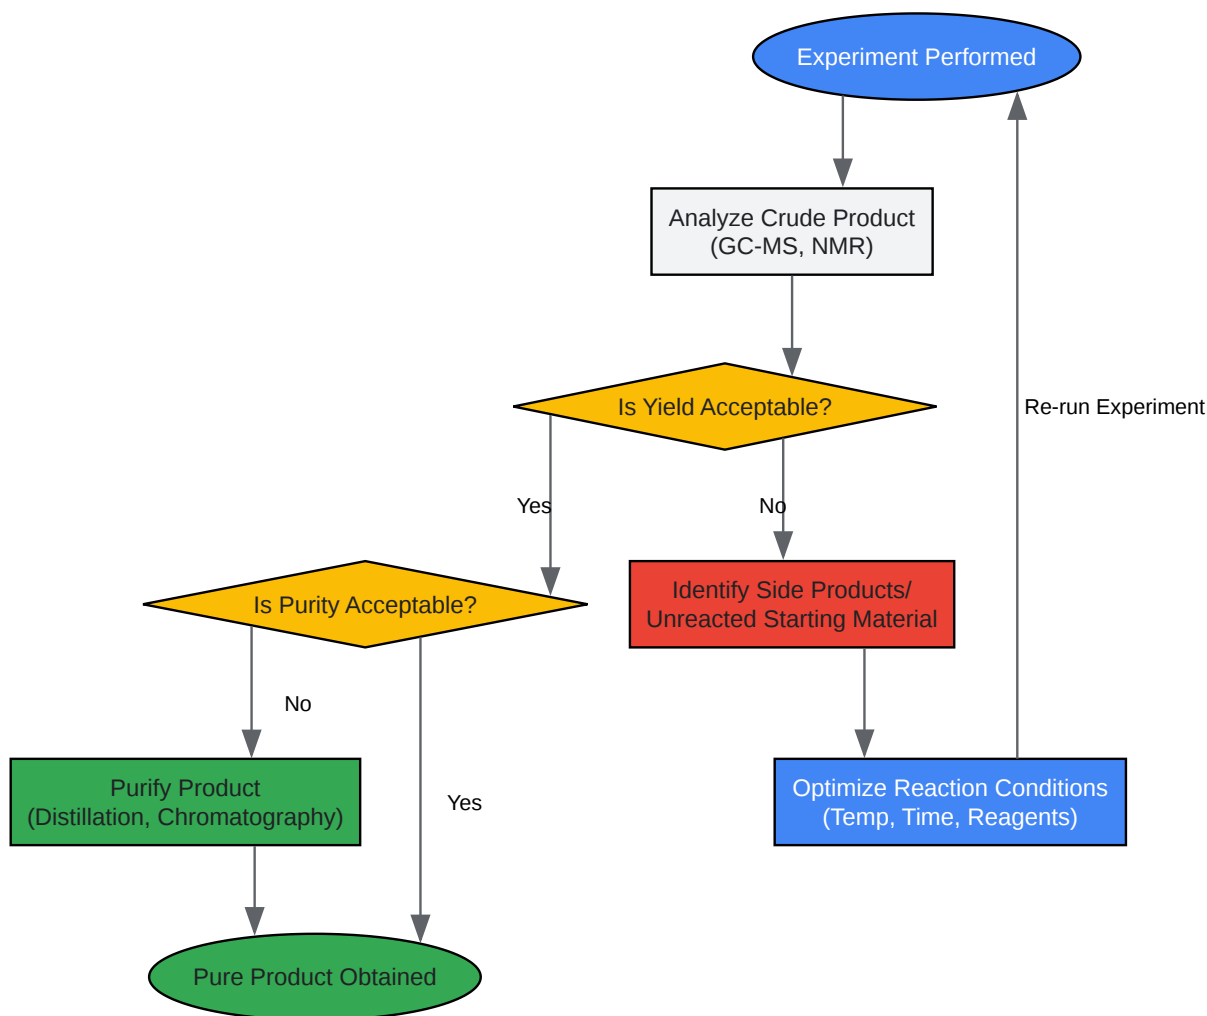 Experiment Performed
Analyze Crude Product
(GC-MS, NMR)
Is Yield Acceptable?
Re-run Experiment
Yes
No
Is Purity Acceptable?
Identify Side Products/
Unreacted Starting Material
No
Purify Product
(Distillation, Chromatography)
Yes
Optimize Reaction Conditions
(Temp, Time, Reagents)
Pure Product Obtained